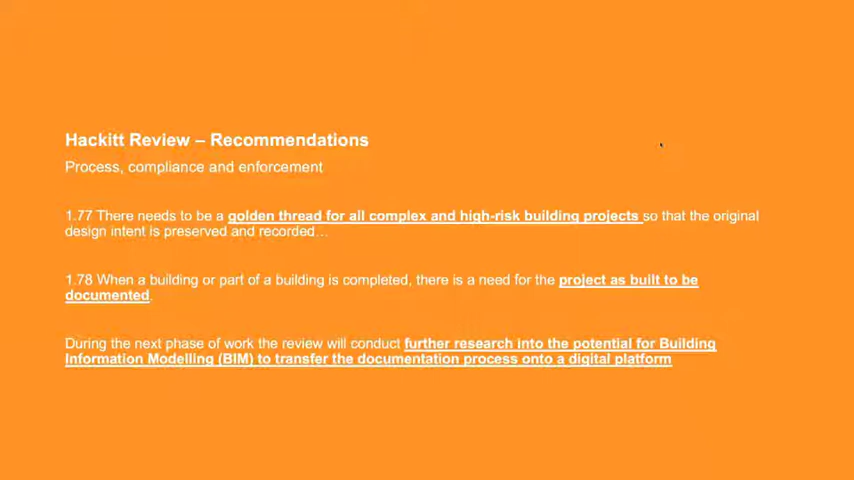 Hackitt Review – Recommendations
Process, compliance and enforcement
1.77 There needs to be a golden thread for all complex and high-risk building projects so that the original
design intent is preserved and recorded…
1.78 When a building or part of a building is completed, there is a need for the project as built to be
documented.
During the next phase of work the review will conduct further research into the potential for Building
Information Modelling (BIM) to transfer the documentation process onto a digital platform